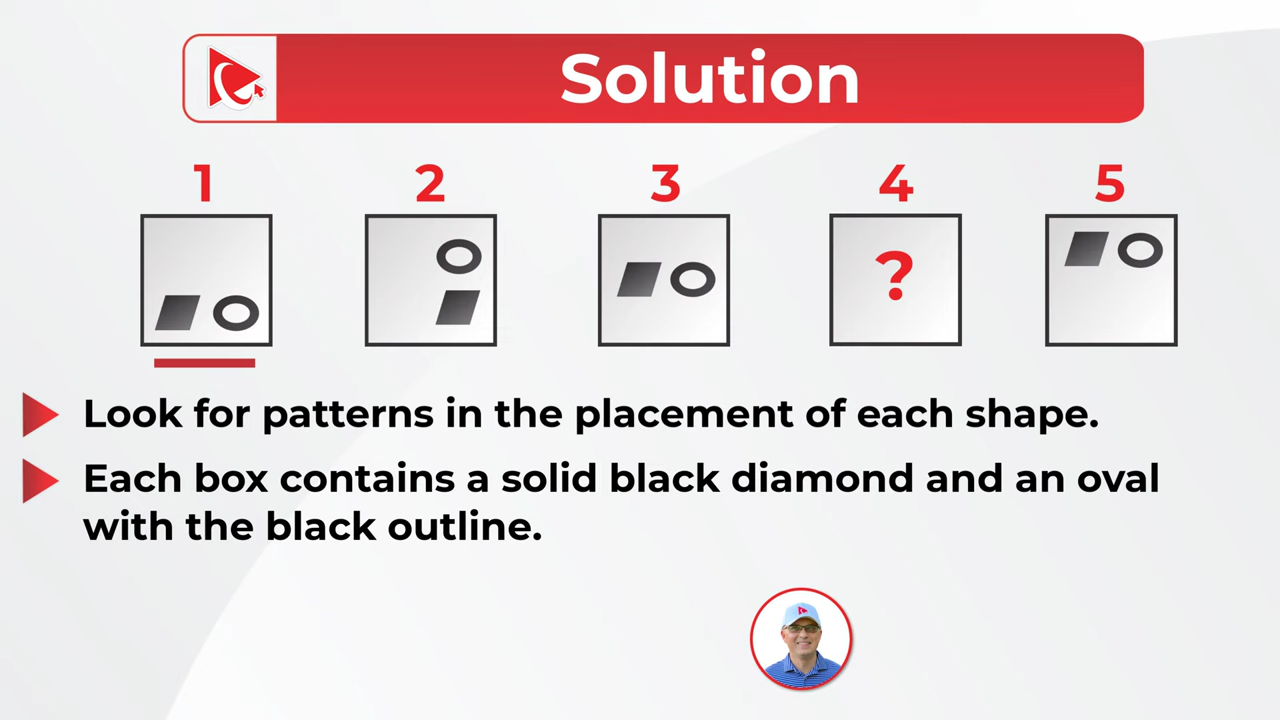 Solution
1 2 3 4 5
?
Look for patterns in the placement of each shape.
Each box contains a solid black diamond and an oval
with the black outline.